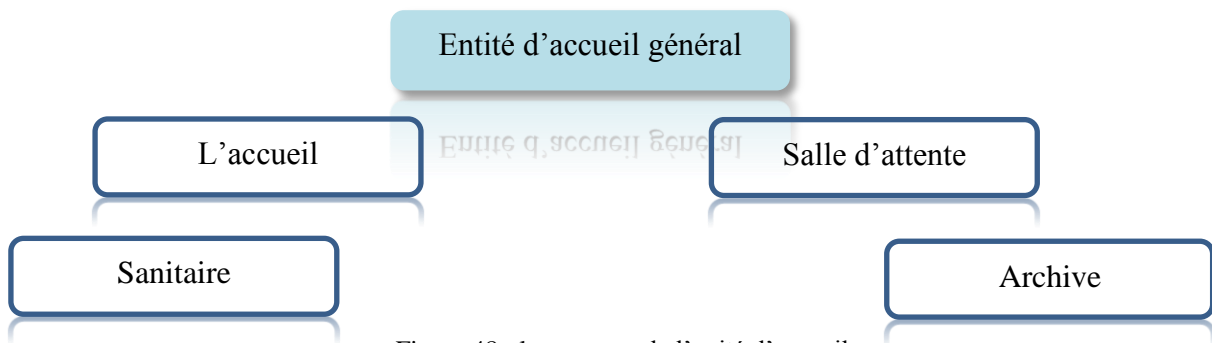 Entité d'accueil général
L'accueil
Salle d'attente
Sanitaire
Archive